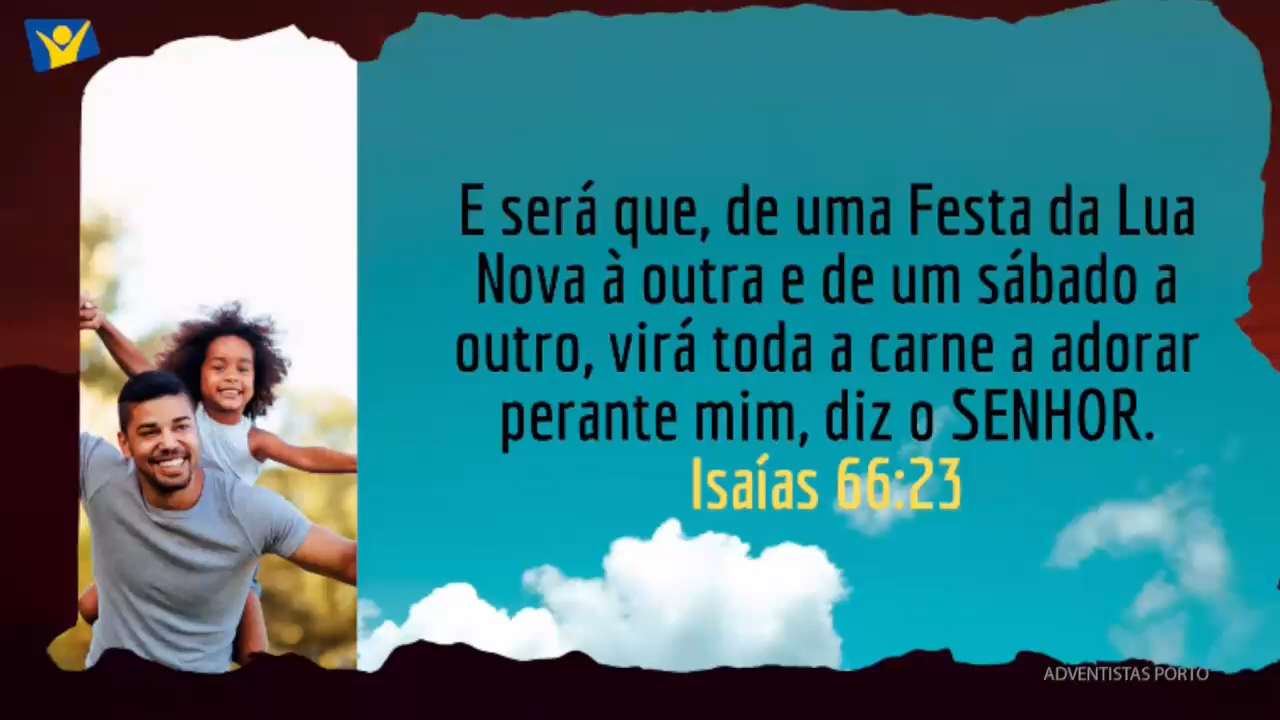 E será que, de uma Festa da Lua
Nova à outra e de um sábado a
outro, virá toda a carne a adorar
perante mim, diz o SENHOR.
Isaías 66:23
ADVENTISTAS PORTO